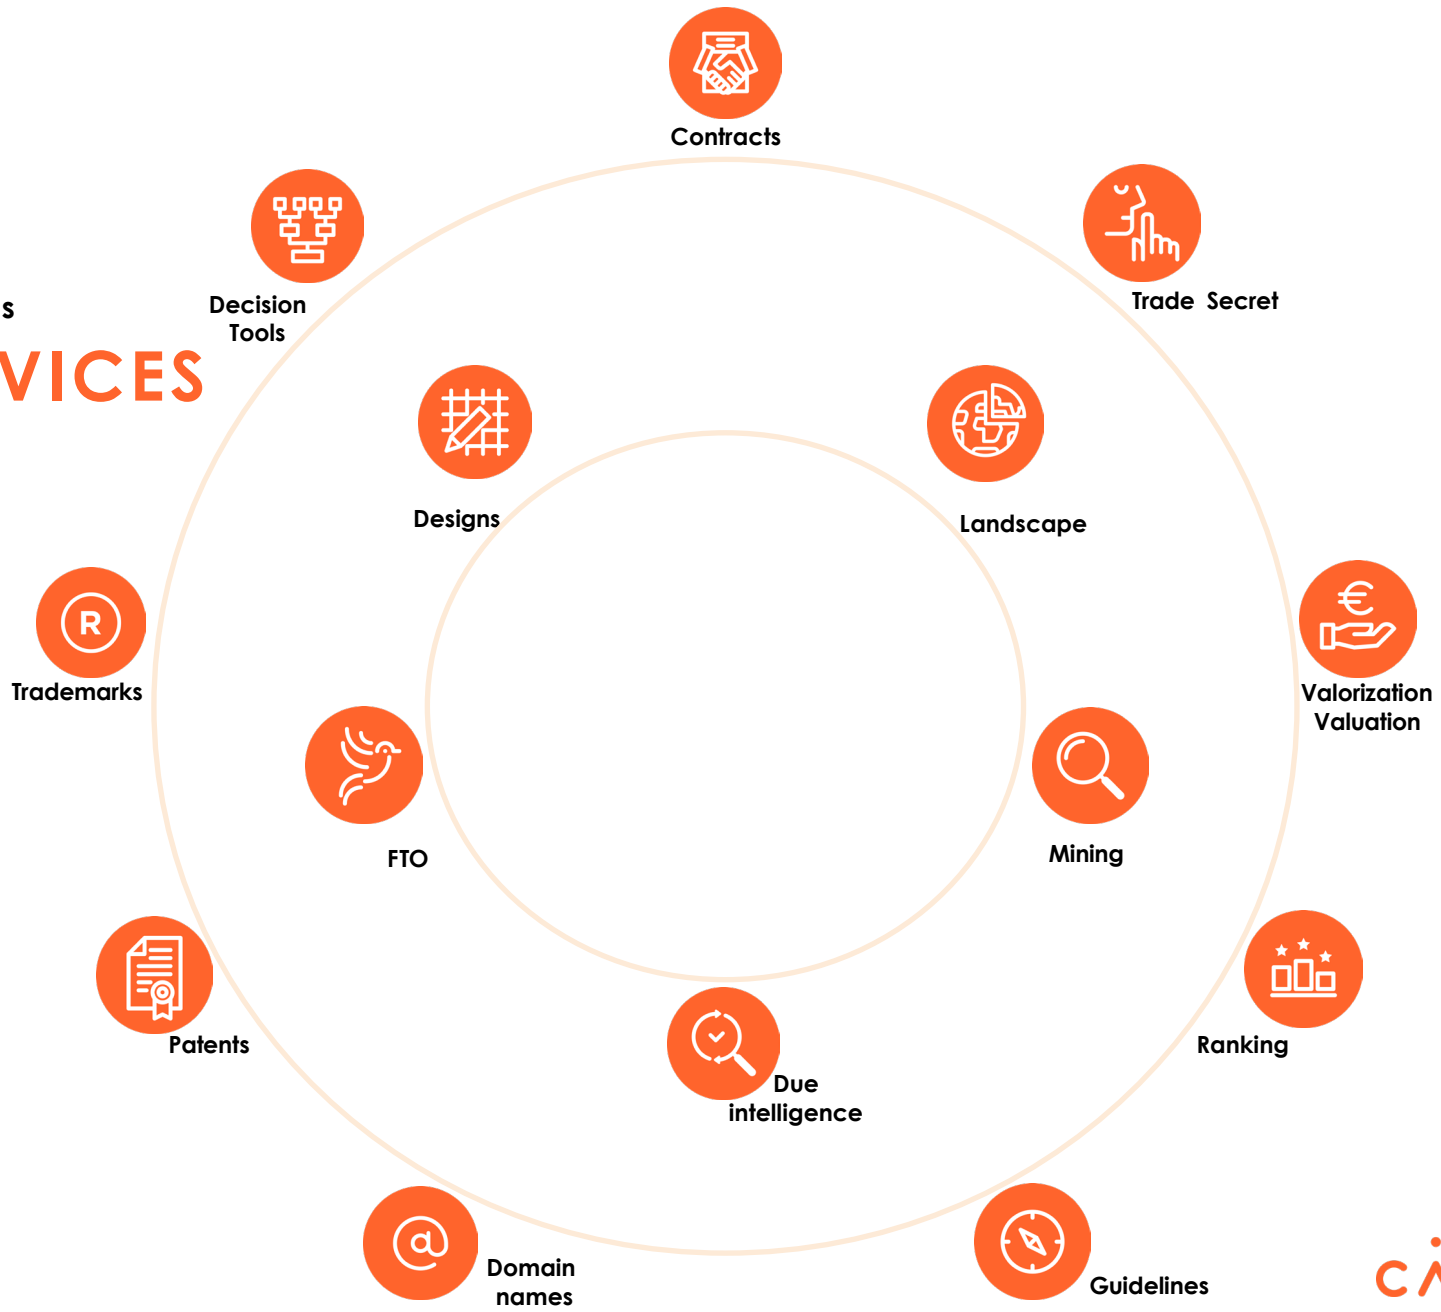 Contracts
Trade Secret
s
Decision
Tools
VICES
Designs
Landscape
R
€
Trademarks
Valorization
Valuation
FTO
Mining
Patents
Ranking
Due
intelligence
@
Domain
names
Guidelines